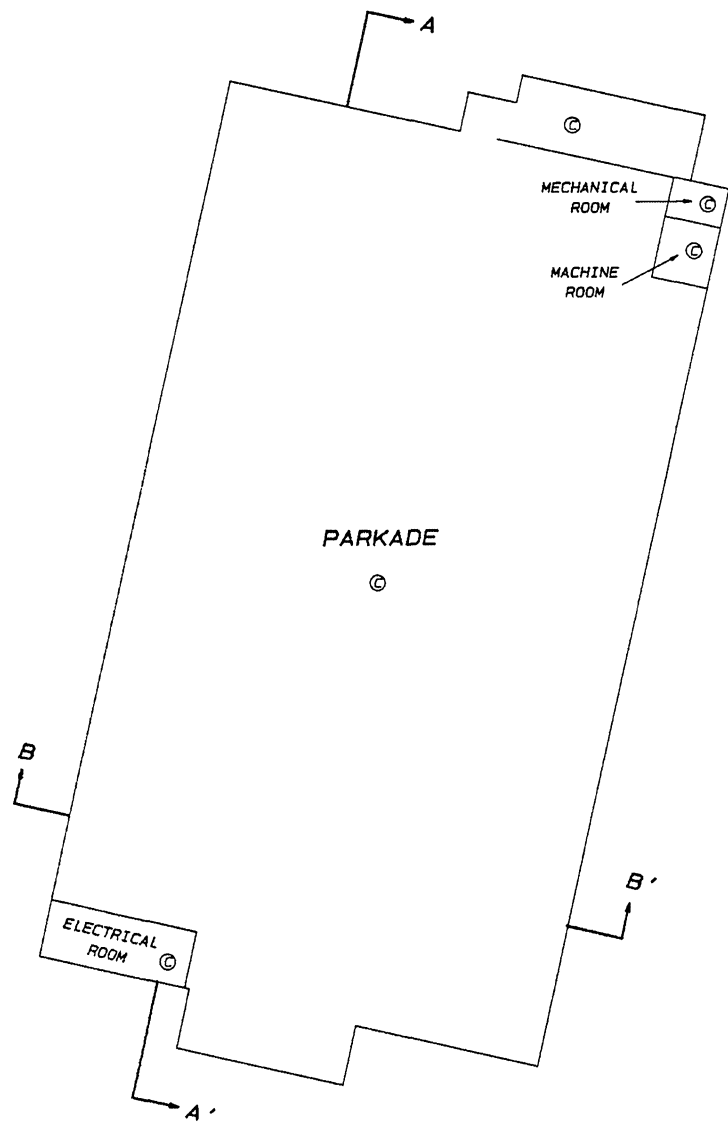 A
Ⓒ
MECHANICAL
ROOM
Ⓒ
Ⓒ
MACHINE
ROOM
PARKADE
Ⓒ
B
B'
ELECTRICAL
ROOM
Ⓒ
A'